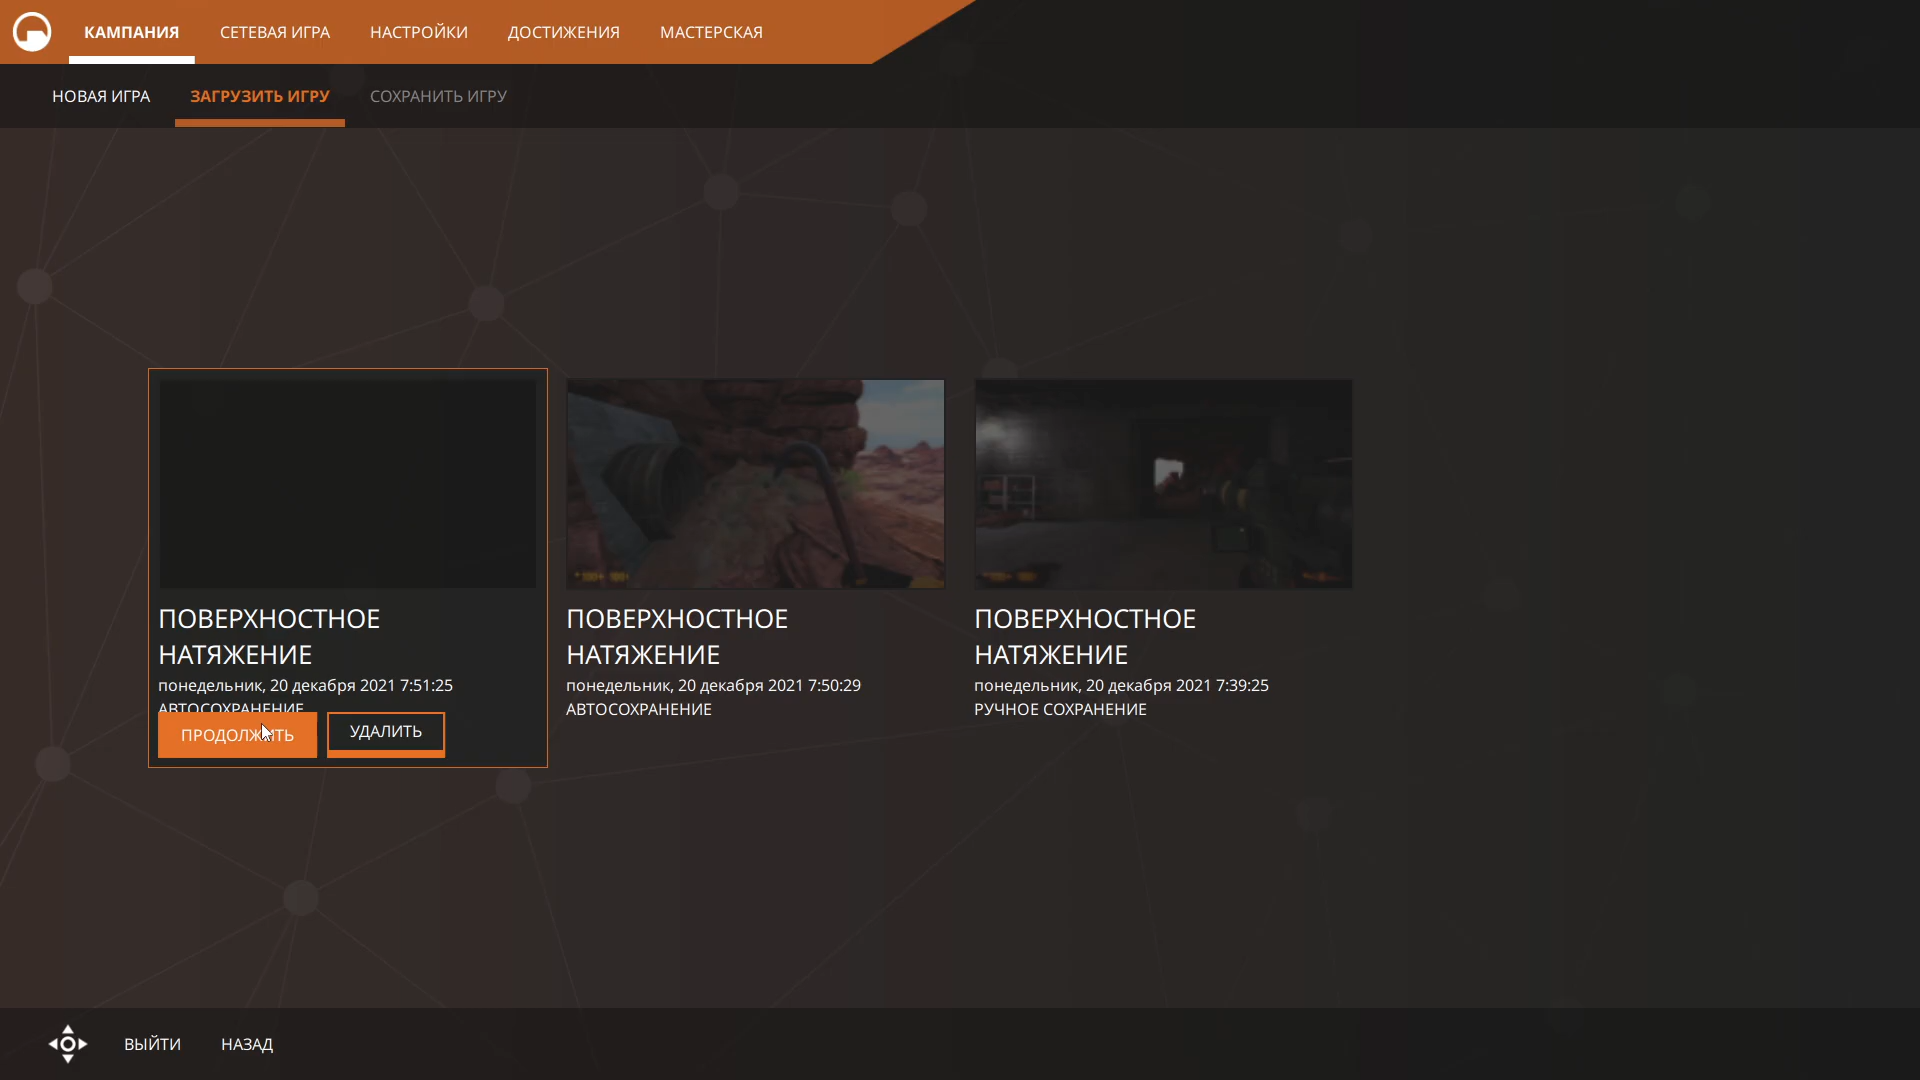 КАМПАНИЯ СЕТЕВАЯ ИГРА НАСТРОЙКИ ДОСТИЖЕНИЯ МАСТЕРСКАЯ
НОВАЯ ИГРА ЗАГРУЗИТЬ ИГРУ СОХРАНИТЬ ИГРУ
ПОВЕРХНОСТНОЕ
НАТЯЖЕНИЕ
понедельник, 20 декабря 2021 7:51:25
АВТОСОХРАНЕНИЕ
ПРОДОЛЖИТЬ УДАЛИТЬ
ПОВЕРХНОСТНОЕ
НАТЯЖЕНИЕ
понедельник, 20 декабря 2021 7:50:29
АВТОСОХРАНЕНИЕ
ПОВЕРХНОСТНОЕ
НАТЯЖЕНИЕ
понедельник, 20 декабря 2021 7:39:25
РУЧНОЕ СОХРАНЕНИЕ
ВЫЙТИ НАЗАД